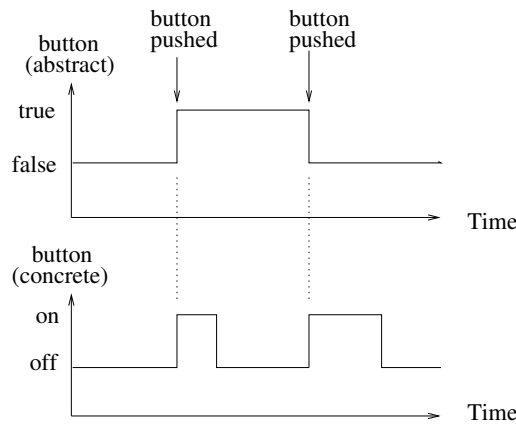 button
pushed
button
pushed
button
(abstract)
true
false
Time
button
(concrete)
on
off
Time